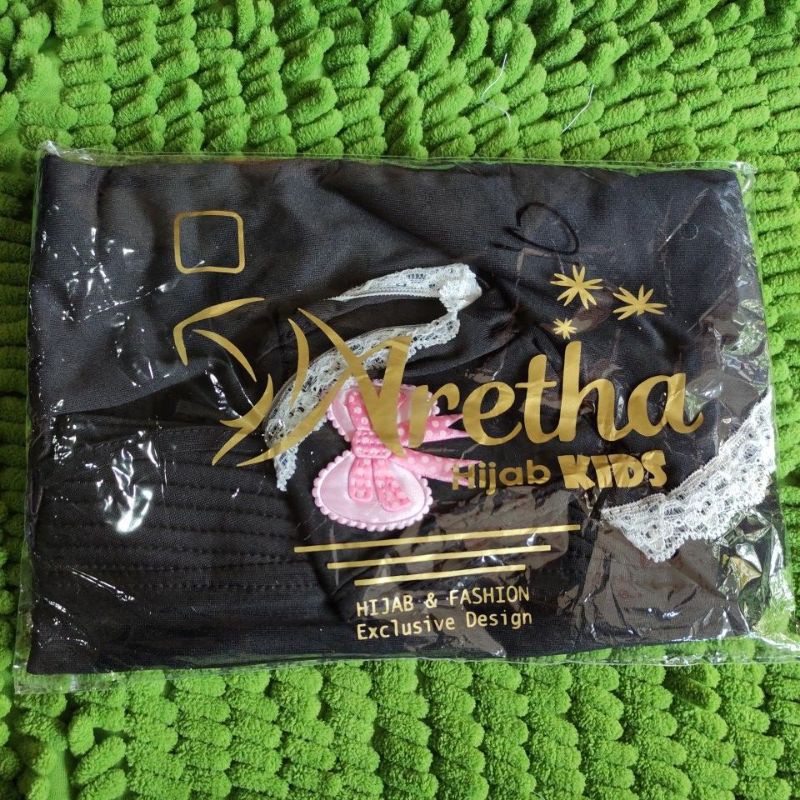 Aretha
Hijab KIDS
HIJAB & FASHION
Exclusive Design